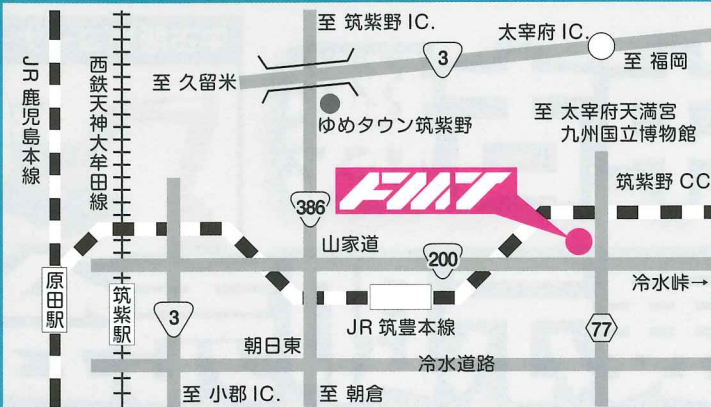 至 筑紫野 IC.
太宰府 IC.
3
至 福岡
至 久留米
JR 鹿児島本線
西鉄天神大牟田線
ゆめタウン筑紫野
至 太宰府天満宮
九州国立博物館
筑紫野 CC
FMT
386
山家道
200
冷水峠→
原田駅
筑紫駅
3
JR 筑豊本線
77
朝日東
冷水道路
至 小郡 IC.
至 朝倉